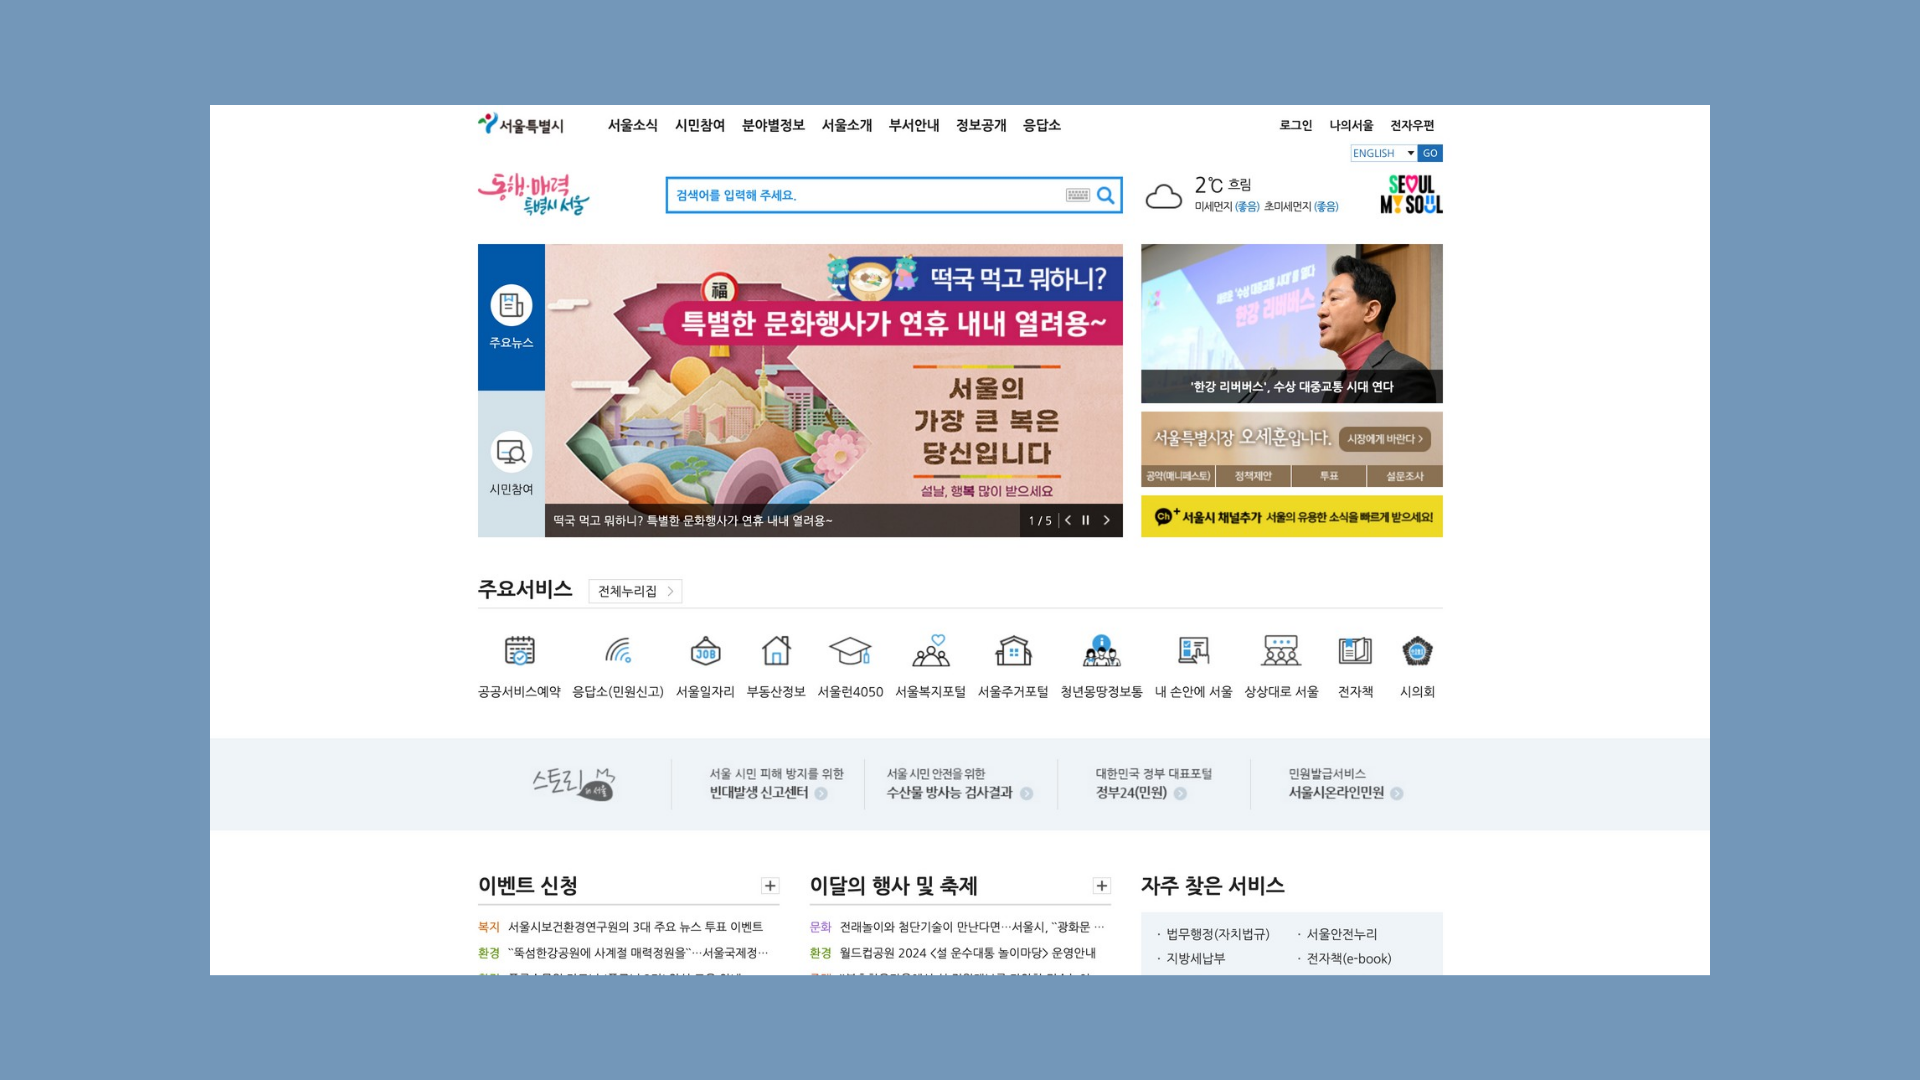 서울특별시
서울소식 시민참여 분야별정보 서울소개 부서안내 정보공개 응답소
로그인 나의서울 전자우편
ENGLISH GO
동행·매력
특별시 서울
검색어를 입력해 주세요.
2℃ 흐림
미세먼지 (좋음) 초미세먼지 (좋음)
SEOUL
MY SOUL
주요뉴스
시민참여
福
떡국 먹고 뭐하니?
특별한 문화행사가 연휴 내내 열려용~
서울의
가장 큰 복은
당신입니다
설날, 행복 많이 받으세요
떡국 먹고 뭐하니? 특별한 문화행사가 연휴 내내 열려용~
1 / 5
한강 리버버스
'한강 리버버스', 수상 대중교통 시대 연다
서울특별시장 오세훈입니다. 시장에게 바란다 >
공약(매니페스토) 정책제안 투표 설문조사
Ch+ 서울시 채널추가 서울의 유용한 소식을 빠르게 받으세요!
주요서비스 전체누리집 >
JOB
공공서비스예약 응답소(민원신고) 서울일자리 부동산정보 서울런4050 서울복지포털 서울주거포털 청년몽땅정보통 내 손안에 서울 상상대로 서울 전자책 시의회
스토리 in 서울
서울 시민 피해 방지를 위한
빈대발생 신고센터
서울 시민 안전을 위한
수산물 방사능 검사결과
대한민국 정부 대표포털
정부24(민원)
민원발급서비스
서울시온라인민원
이벤트 신청 +
복지 서울시보건환경연구원의 3대 주요 뉴스 투표 이벤트
환경 ``뚝섬한강공원에 사계절 매력정원을``…서울국제정…
이달의 행사 및 축제 +
문화 전래놀이와 첨단기술이 만난다면…서울시, ``광화문 …
환경 월드컵공원 2024 <설 운수대통 놀이마당> 운영안내
자주 찾은 서비스
· 법무행정(자치법규) · 서울안전누리
· 지방세납부 · 전자책(e-book)